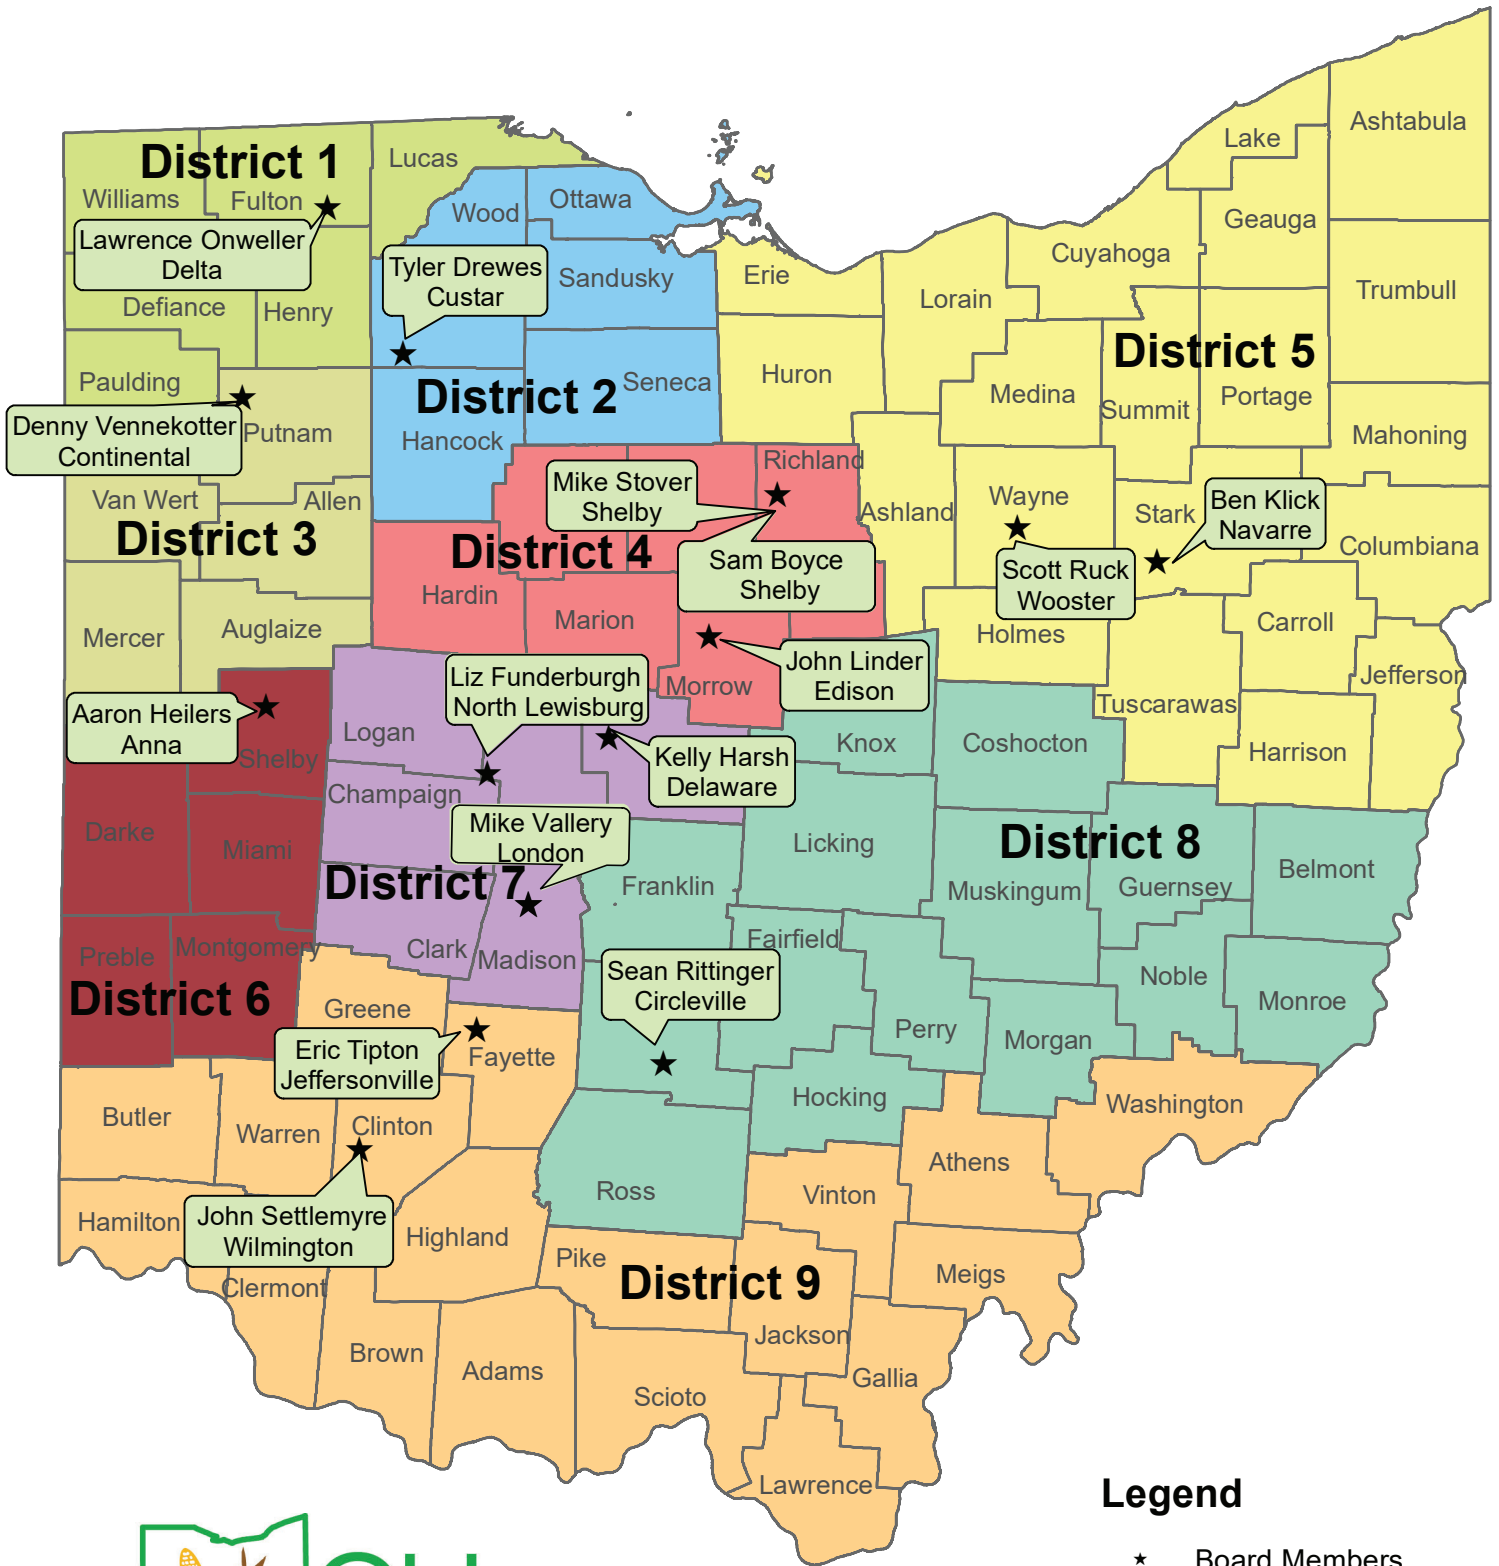 Ashtabula
Lake
District 1
Lucas
Williams
Fulton
Wood
Ottawa
Geauga
Lawrence Onweller
Delta
Cuyahoga
Tyler Drewes
Custar
Sandusky
Erie
Lorain
Trumbull
Defiance
Henry
District 5
Paulding
District 2
Seneca
Huron
Medina
Summit
Portage
Denny Vennekotter
Continental
Putnam
Hancock
Mahoning
Richland
Mike Stover
Shelby
Van Wert
Allen
Ashland
Wayne
Stark
Ben Klick
Navarre
District 3
District 4
Columbiana
Sam Boyce
Shelby
Scott Ruck
Wooster
Hardin
Marion
Carroll
Mercer
Auglaize
Holmes
Liz Funderburgh
North Lewisburg
John Linder
Edison
Morrow
Jefferson
Aaron Heilers
Anna
Tuscarawas
Logan
Shelby
Kelly Harsh
Delaware
Knox
Coshocton
Harrison
Champaign
Darke
Miami
Mike Vallery
London
Licking
District 8
Belmont
District 7
Franklin
Muskingum
Guernsey
Preble
Montgomery
Clark
Madison
Fairfield
Noble
District 6
Sean Rittinger
Circleville
Monroe
Greene
Perry
Morgan
Eric Tipton
Jeffersonville
Fayette
Hocking
Washington
Butler
Warren
Clinton
Athens
Ross
Vinton
Hamilton
John Settlemyre
Wilmington
Highland
Pike
District 9
Meigs
Clermont
Jackson
Brown
Adams
Gallia
Scioto
Lawrence
Legend
Board Members